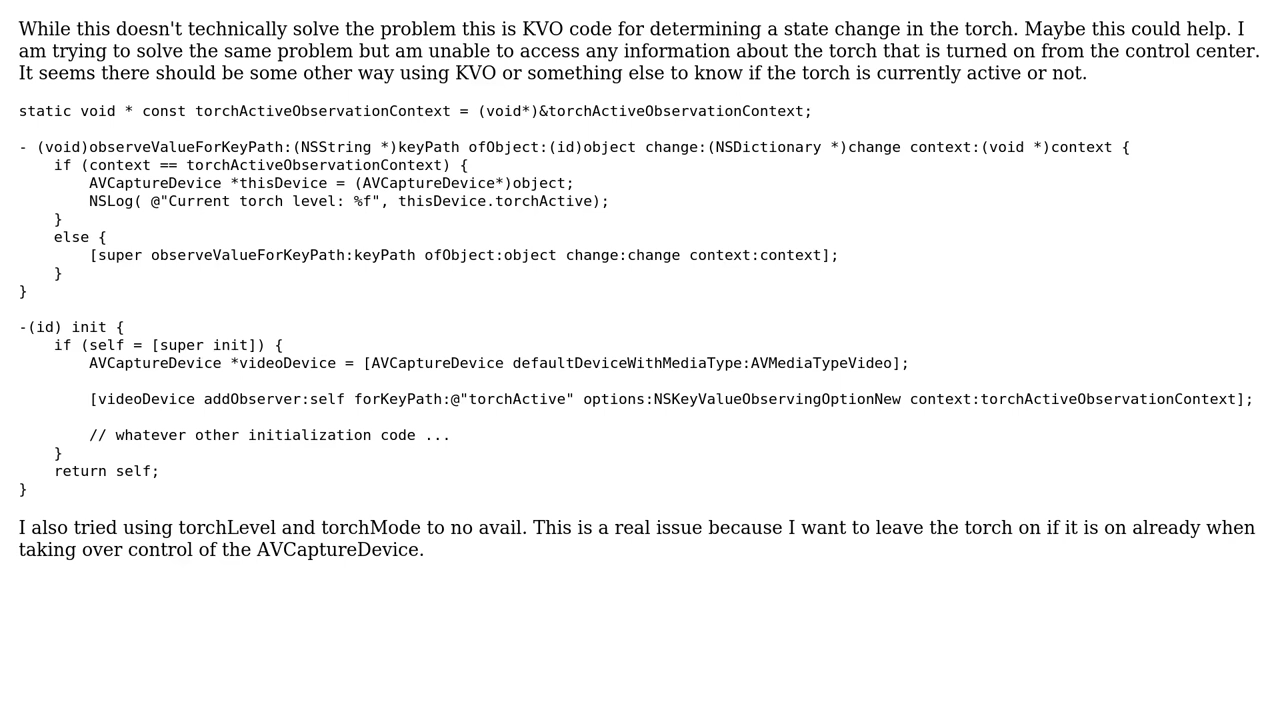 While this doesn't technically solve the problem this is KVO code for determining a state change in the torch. Maybe this could help. I
am trying to solve the same problem but am unable to access any information about the torch that is turned on from the control center.
It seems there should be some other way using KVO or something else to know if the torch is currently active or not.
static void * const torchActiveObservationContext = (void*)&torchActiveObservationContext;
- (void)observeValueForKeyPath:(NSString *)keyPath ofObject:(id)object change:(NSDictionary *)change context:(void *)context {
    if (context == torchActiveObservationContext) {
        AVCaptureDevice *thisDevice = (AVCaptureDevice*)object;
        NSLog( @"Current torch level: %f", thisDevice.torchActive);
    }
    else {
        [super observeValueForKeyPath:keyPath ofObject:object change:change context:context];
    }
}
-(id) init {
    if (self = [super init]) {
        AVCaptureDevice *videoDevice = [AVCaptureDevice defaultDeviceWithMediaType:AVMediaTypeVideo];
        [videoDevice addObserver:self forKeyPath:@"torchActive" options:NSKeyValueObservingOptionNew context:torchActiveObservationContext];
        // whatever other initialization code ...
    }
    return self;
}
I also tried using torchLevel and torchMode to no avail. This is a real issue because I want to leave the torch on if it is on already when
taking over control of the AVCaptureDevice.